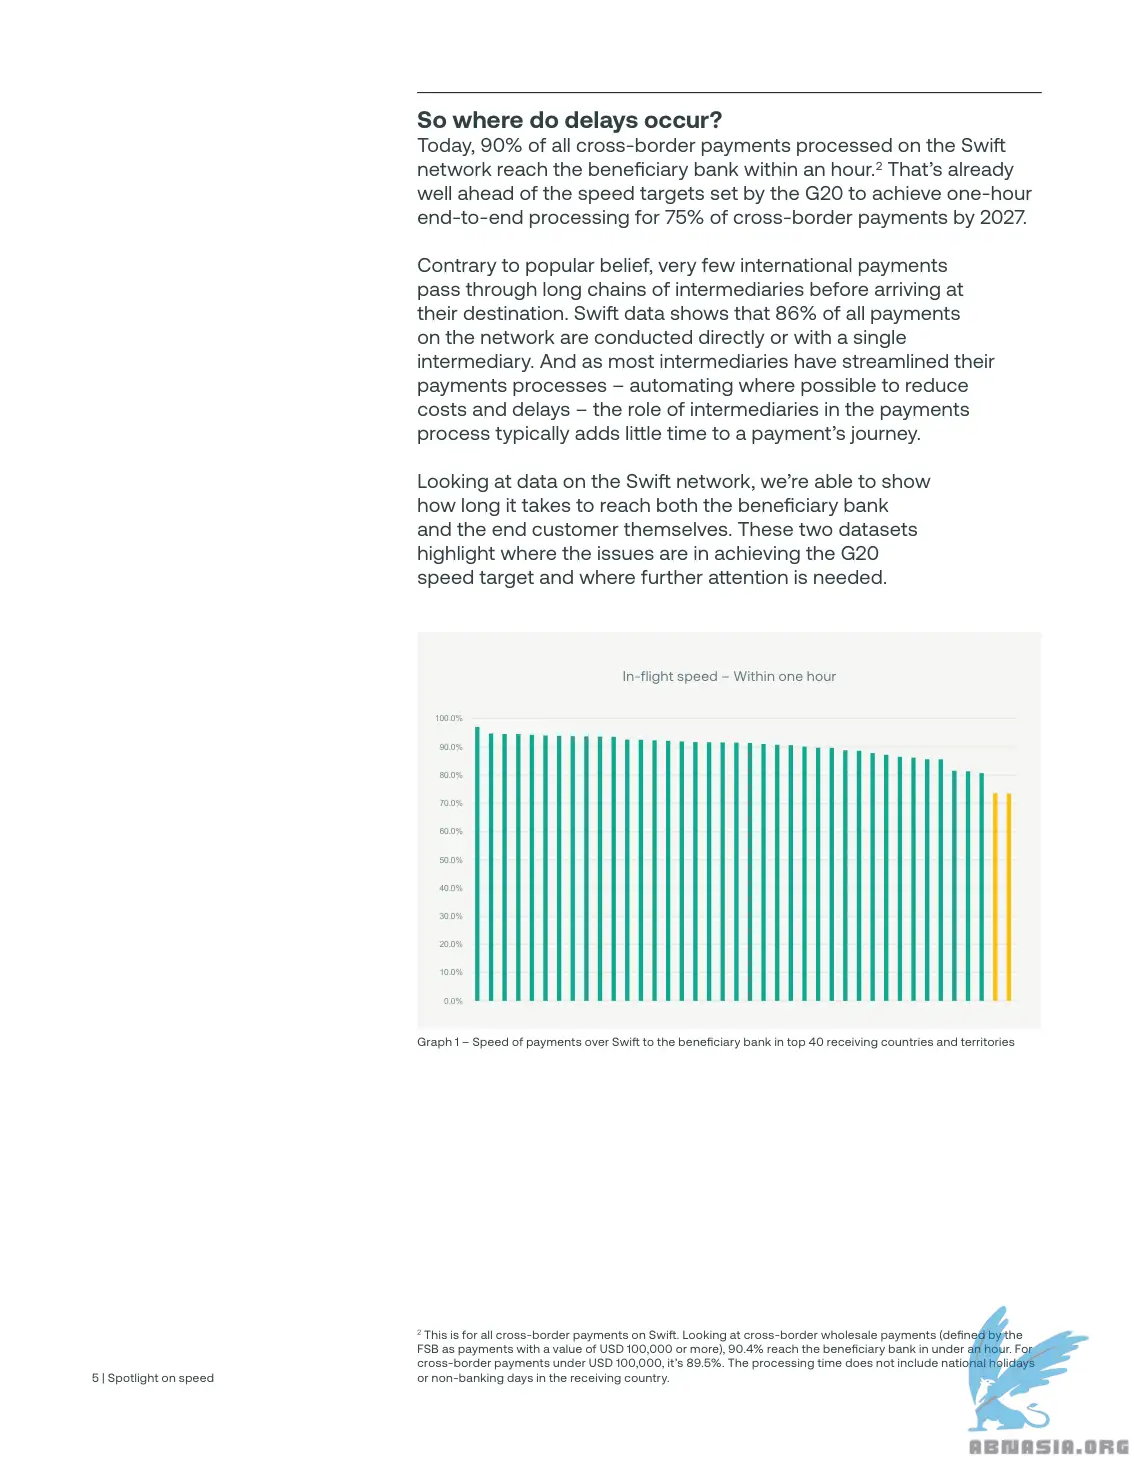 So where do delays occur?
Today, 90% of all cross-border payments processed on the Swift
network reach the beneficiary bank within an hour.² That’s already
well ahead of the speed targets set by the G20 to achieve one-hour
end-to-end processing for 75% of cross-border payments by 2027.
Contrary to popular belief, very few international payments
pass through long chains of intermediaries before arriving at
their destination. Swift data shows that 86% of all payments
on the network are conducted directly or with a single
intermediary. And as most intermediaries have streamlined their
payments processes – automating where possible to reduce
costs and delays – the role of intermediaries in the payments
process typically adds little time to a payment’s journey.
Looking at data on the Swift network, we’re able to show
how long it takes to reach both the beneficiary bank
and the end customer themselves. These two datasets
highlight where the issues are in achieving the G20
speed target and where further attention is needed.
In-flight speed – Within one hour
100.0%
90.0%
80.0%
70.0%
60.0%
50.0%
40.0%
30.0%
20.0%
10.0%
0.0%
Graph 1 – Speed of payments over Swift to the beneficiary bank in top 40 receiving countries and territories
² This is for all cross-border payments on Swift. Looking at cross-border wholesale payments (defined by the
FSB as payments with a value of USD 100,000 or more), 90.4% reach the beneficiary bank in under an hour. For
cross-border payments under USD 100,000, it’s 89.5%. The processing time does not include national holidays
or non-banking days in the receiving country.
5 | Spotlight on speed
ABNASIA.ORG